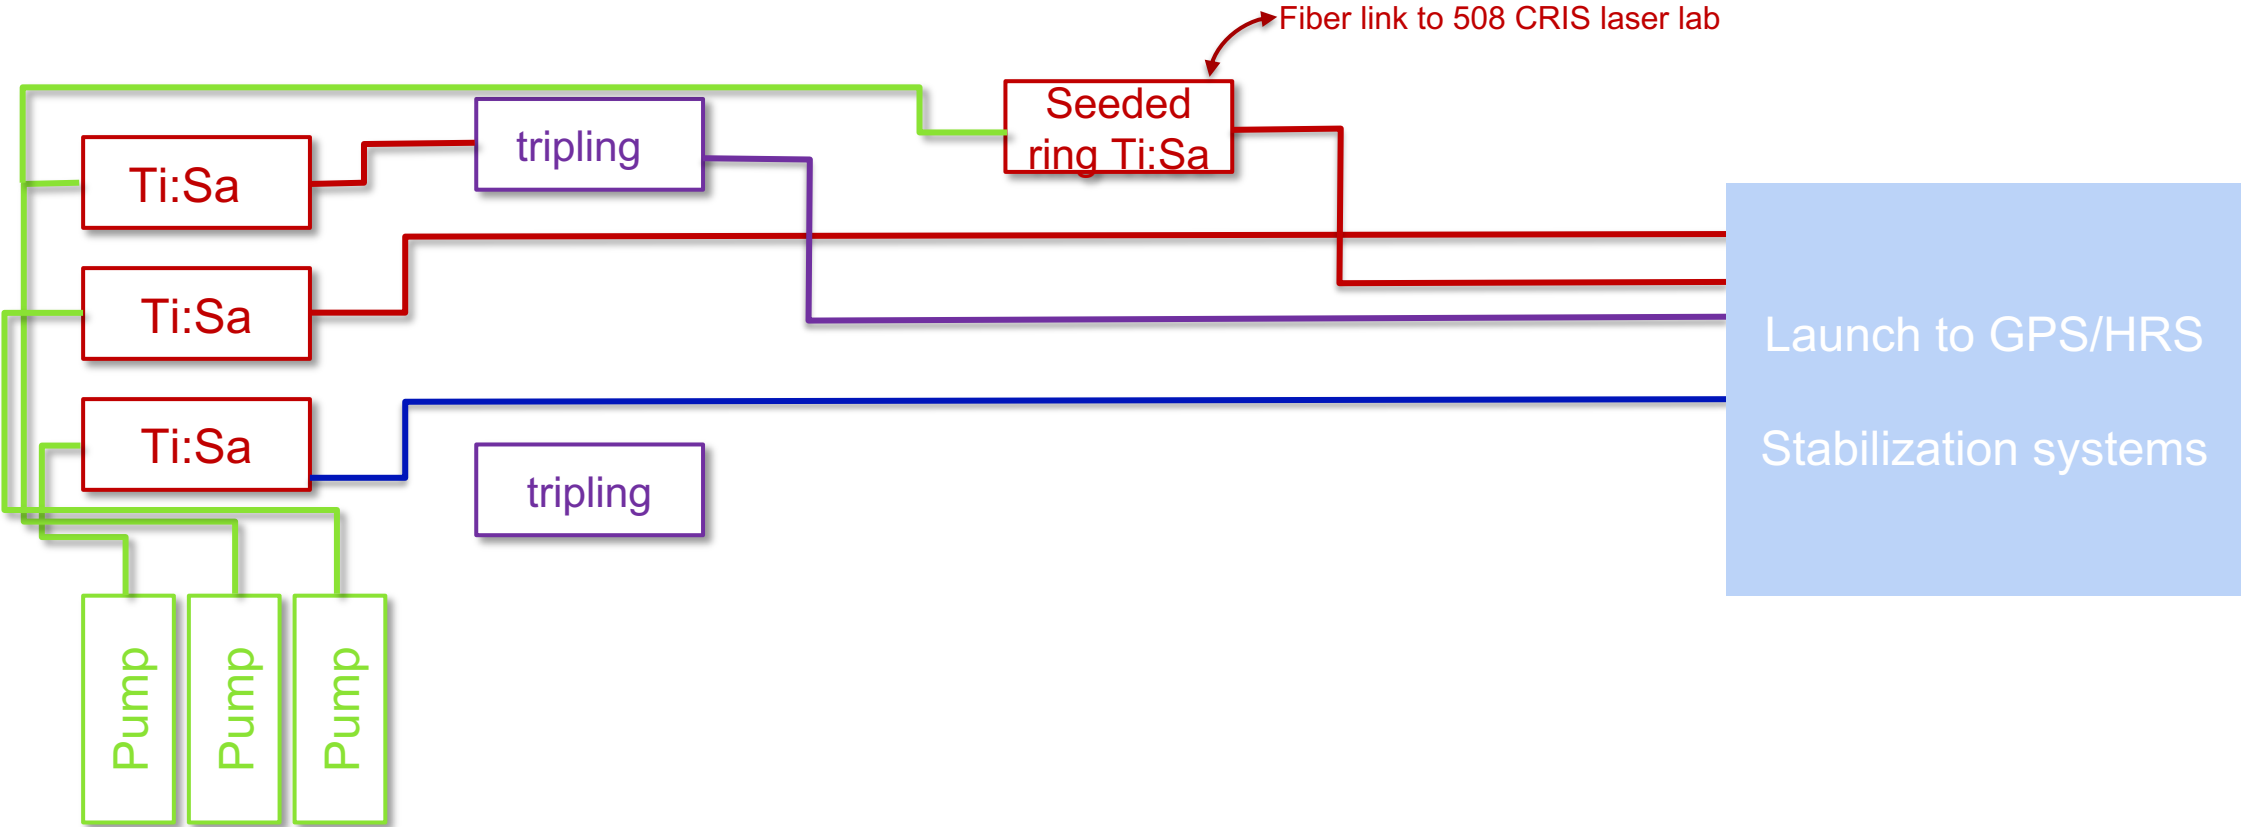 Fiber link to 508 CRIS laser lab
Seeded
ring Ti:Sa
tripling
Ti:Sa
Ti:Sa
Launch to GPS/HRS
Ti:Sa
Stabilization systems
tripling
Pump
Pump
Pump